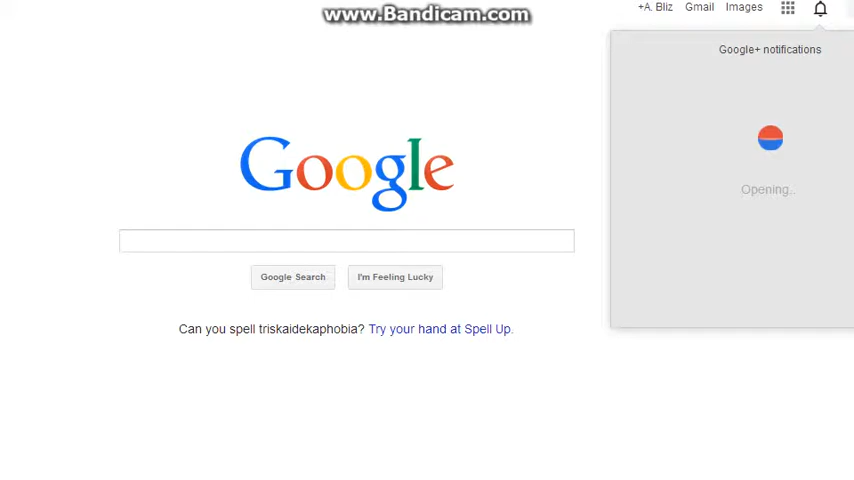 www.Bandicam.com
+A. Bliz Gmail Images
Google+ notifications
Google
Opening..
Google Search I'm Feeling Lucky
Can you spell triskaidekaphobia? Try your hand at Spell Up.